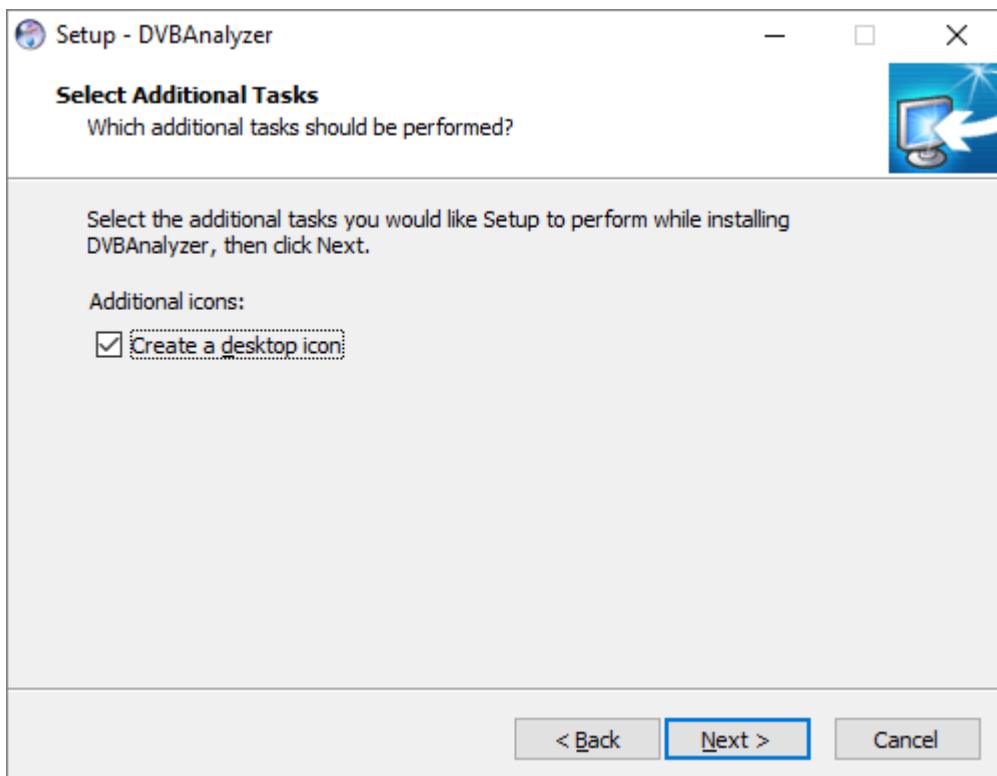 Setup - DVBAnalyzer
Select Additional Tasks
Which additional tasks should be performed?
Select the additional tasks you would like Setup to perform while installing
DVBAnalyzer, then click Next.
Additional icons:
Create a desktop icon
< Back
Next >
Cancel